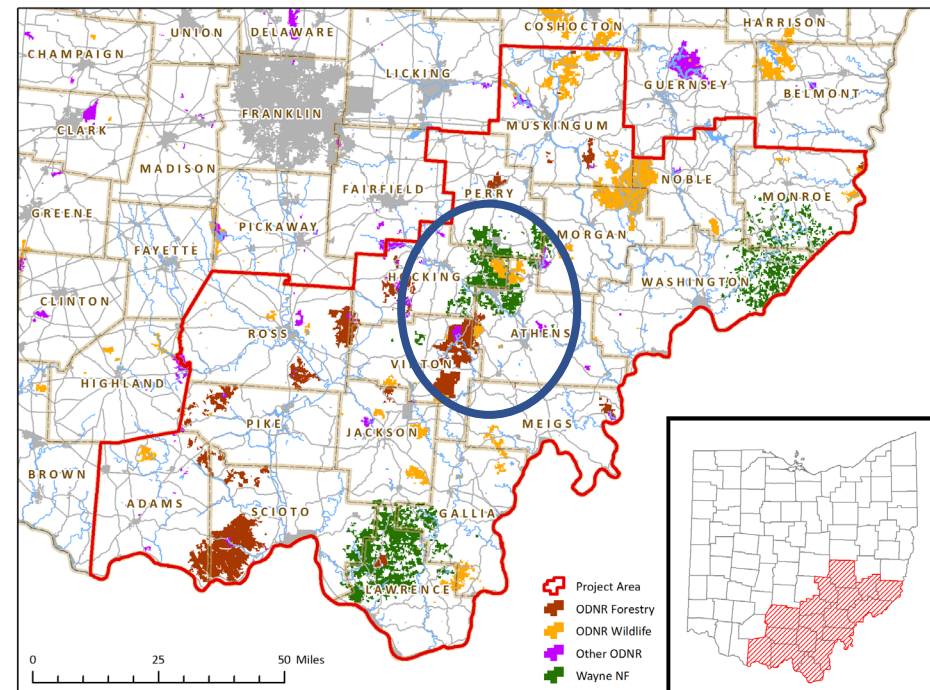 COSHOCTON
HARRISON
UNION
DELAWARE
CHAMPAIGN
LICKING
GUERNSEY
BELMONT
FRANKLIN
CLARK
MUSKINGUM
MADISON
FAIRFIELD
PERRY
NOBLE
MONROE
GREENE
PICKAWAY
MORGAN
FAYETTE
HOCKING
WASHINGTON
CLINTON
ROSS
ATHENS
VINTON
HIGHLAND
PIKE
JACKSON
MEIGS
BROWN
ADAMS
SCIOTO
GALLIA
LAWRENCE
Project Area
ODNR Forestry
ODNR Wildlife
Other ODNR
Wayne NF
0 25 50 Miles